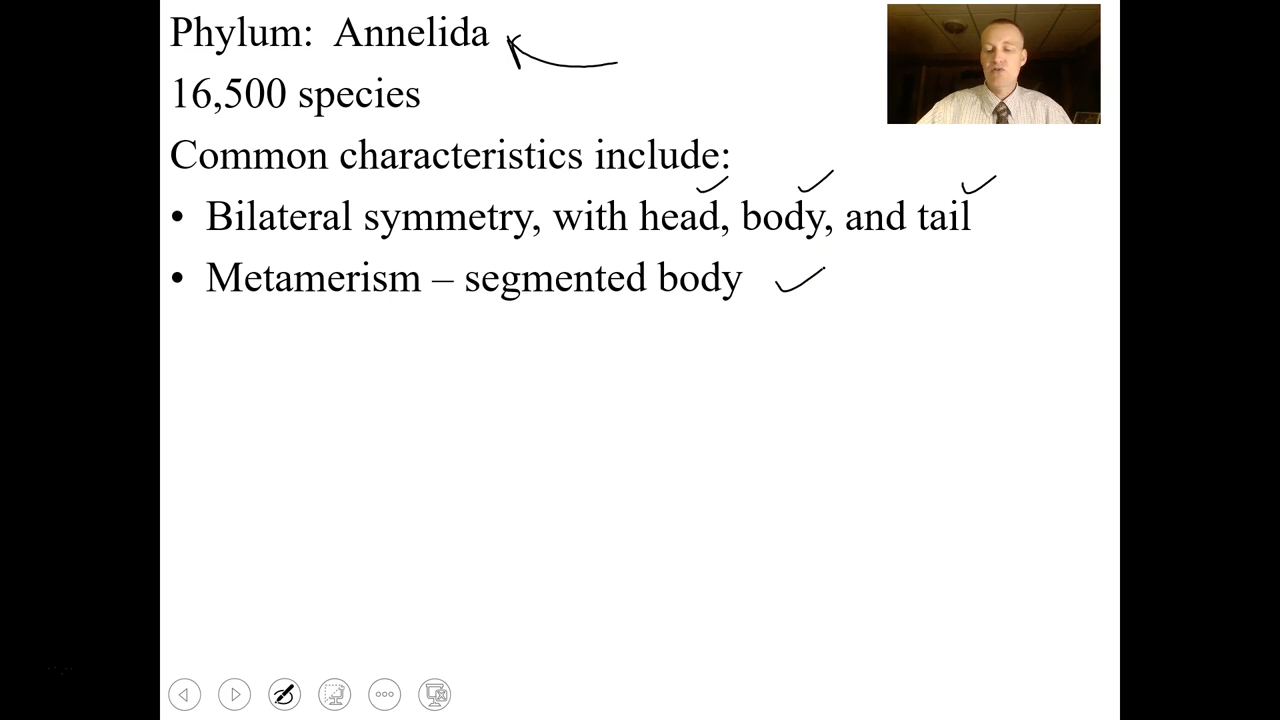 Phylum: Annelida
16,500 species
Common characteristics include:
• Bilateral symmetry, with head, body, and tail
• Metamerism – segmented body